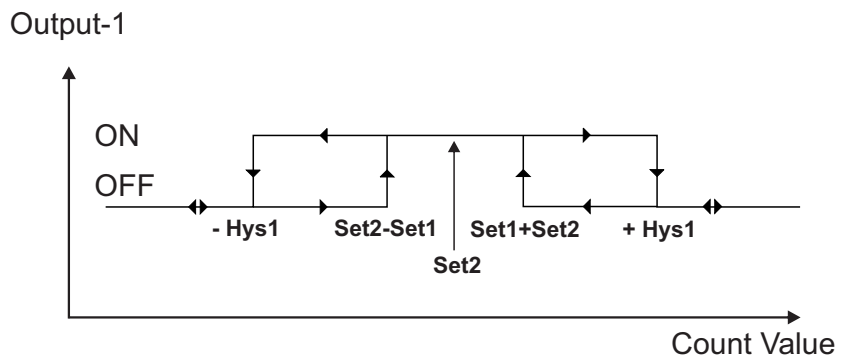 Output-1
ON
OFF
- Hys1 Set2-Set1 Set1+Set2 + Hys1
Set2
Count Value